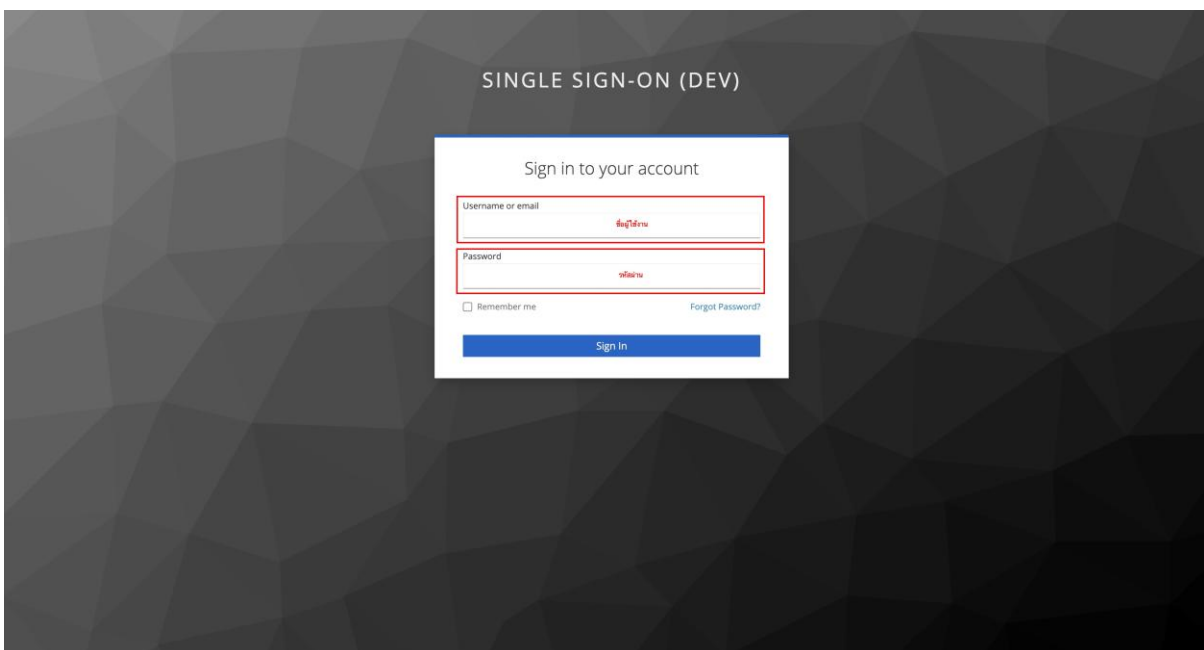 SINGLE SIGN-ON (DEV)
Sign in to your account
Username or email
ชื่อผู้ใช้งาน
Password
รหัสผ่าน
Remember me
Forgot Password?
Sign In